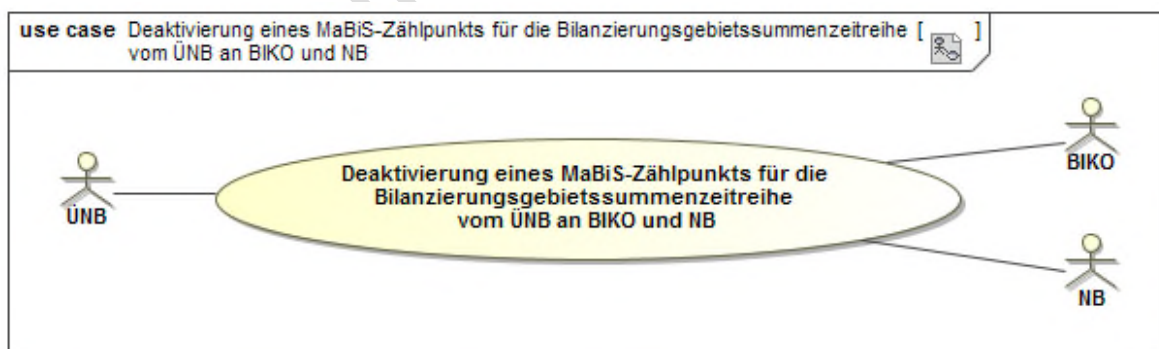 use case Deaktivierung eines MaBiS-Zählpunkts für die Bilanzierungsgebietssummenzeitreihe [ ]
vom ÜNB an BIKO und NB
BIKO
Deaktivierung eines MaBiS-Zählpunkts für die
Bilanzierungsgebietssummenzeitreihe
vom ÜNB an BIKO und NB
ÜNB
NB